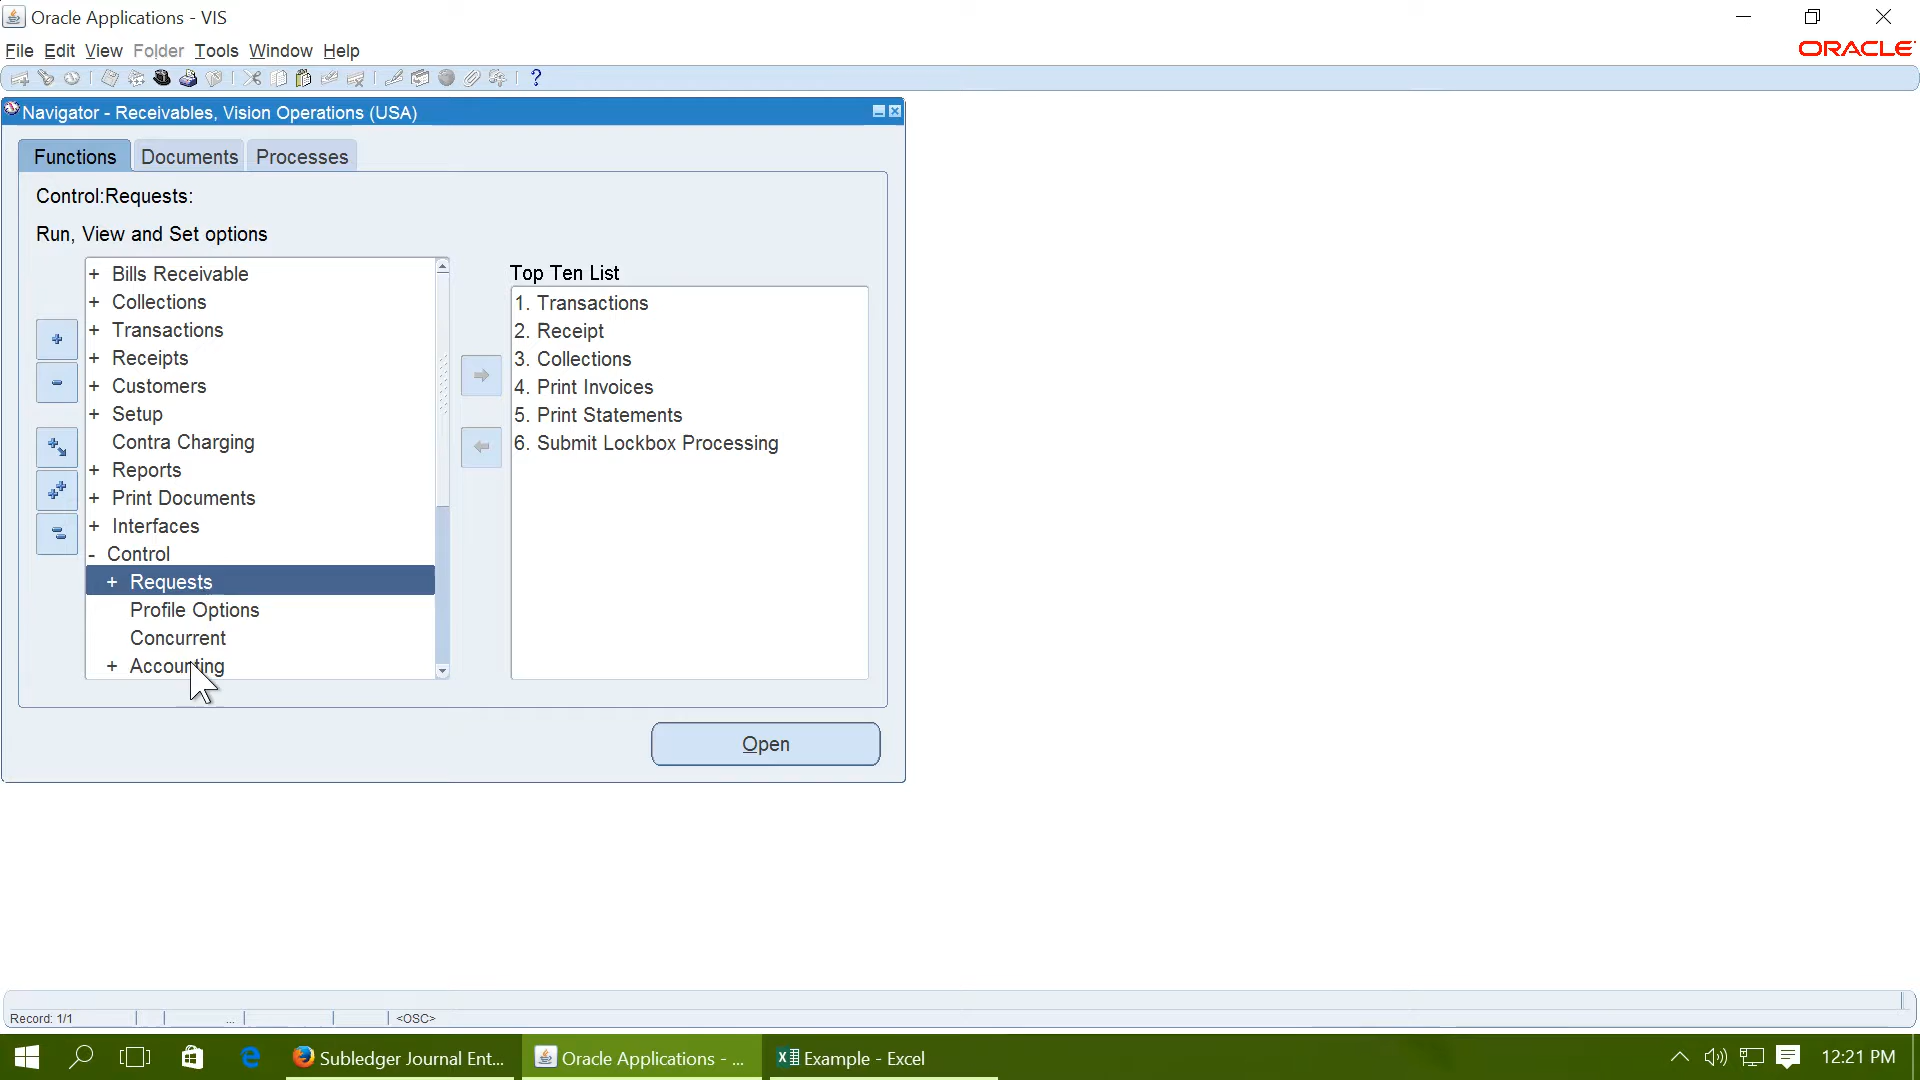 Oracle Applications - VIS
File Edit View Folder Tools Window Help
ORACLE
Navigator - Receivables, Vision Operations (USA)
Functions Documents Processes
Control:Requests:
Run, View and Set options
+ Bills Receivable
+ Collections
+ Transactions
+ Receipts
+ Customers
+ Setup
Contra Charging
+ Reports
+ Print Documents
+ Interfaces
- Control
+ Requests
Profile Options
Concurrent
+ Accounting
Top Ten List
1. Transactions
2. Receipt
3. Collections
4. Print Invoices
5. Print Statements
6. Submit Lockbox Processing
Open
Record: 1/1 ... <OSC>
Subledger Journal Ent... Oracle Applications - ... Example - Excel 12:21 PM